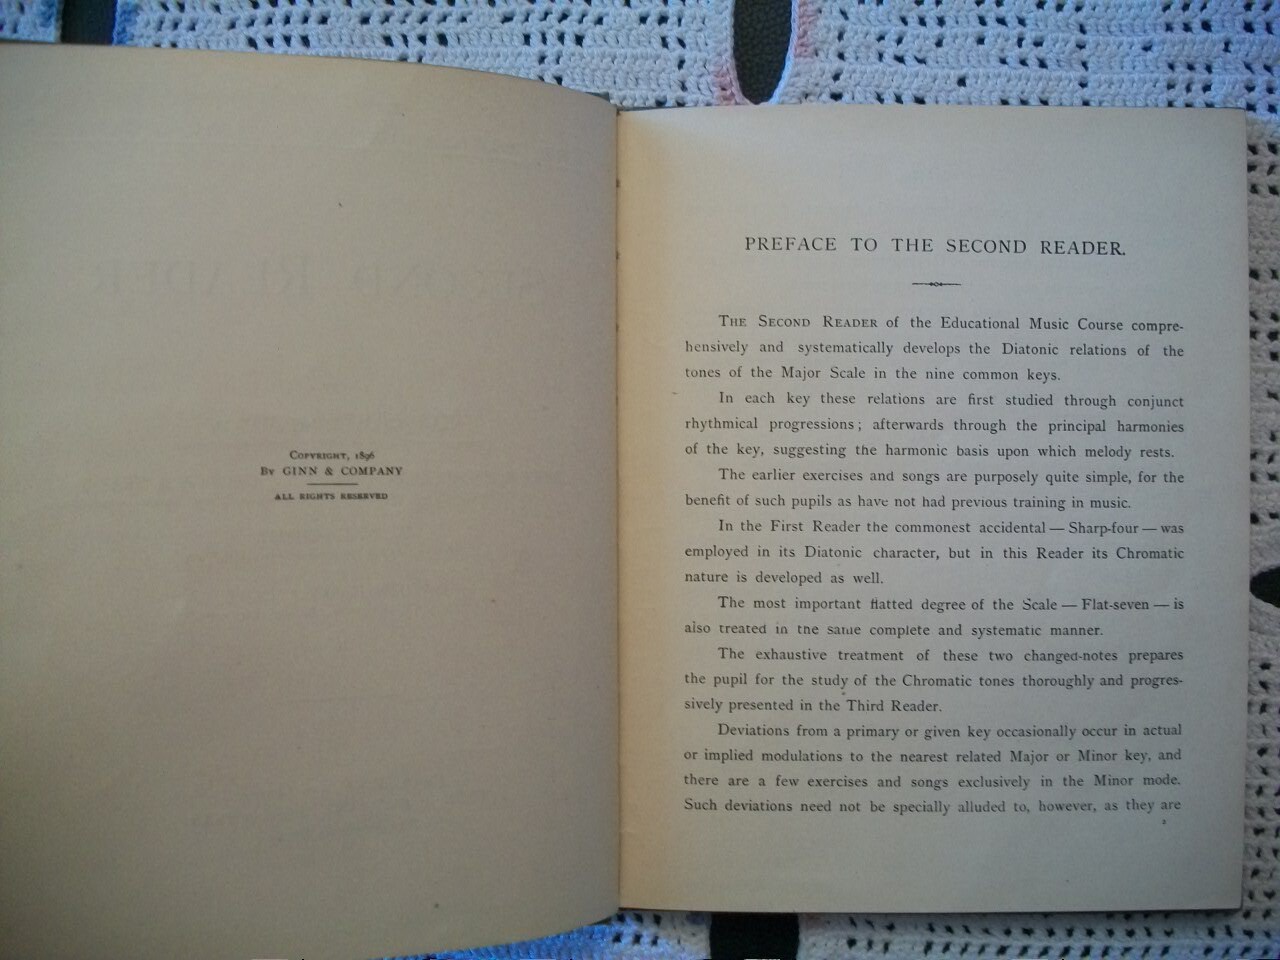 COPYRIGHT, 1896
BY GINN & COMPANY
ALL RIGHTS RESERVED
PREFACE TO THE SECOND READER.
THE SECOND READER of the Educational Music Course compre-
hensively and systematically develops the Diatonic relations of the
tones of the Major Scale in the nine common keys.
In each key these relations are first studied through conjunct
rhythmical progressions; afterwards through the principal harmonies
of the key, suggesting the harmonic basis upon which melody rests.
The earlier exercises and songs are purposely quite simple, for the
benefit of such pupils as have not had previous training in music.
In the First Reader the commonest accidental — Sharp-four — was
employed in its Diatonic character, but in this Reader its Chromatic
nature is developed as well.
The most important flatted degree of the Scale — Flat-seven — is
also treated in the same complete and systematic manner.
The exhaustive treatment of these two changed-notes prepares
the pupil for the study of the Chromatic tones thoroughly and progres-
sively presented in the Third Reader.
Deviations from a primary or given key occasionally occur in actual
or implied modulations to the nearest related Major or Minor key, and
there are a few exercises and songs exclusively in the Minor mode.
Such deviations need not be specially alluded to, however, as they are